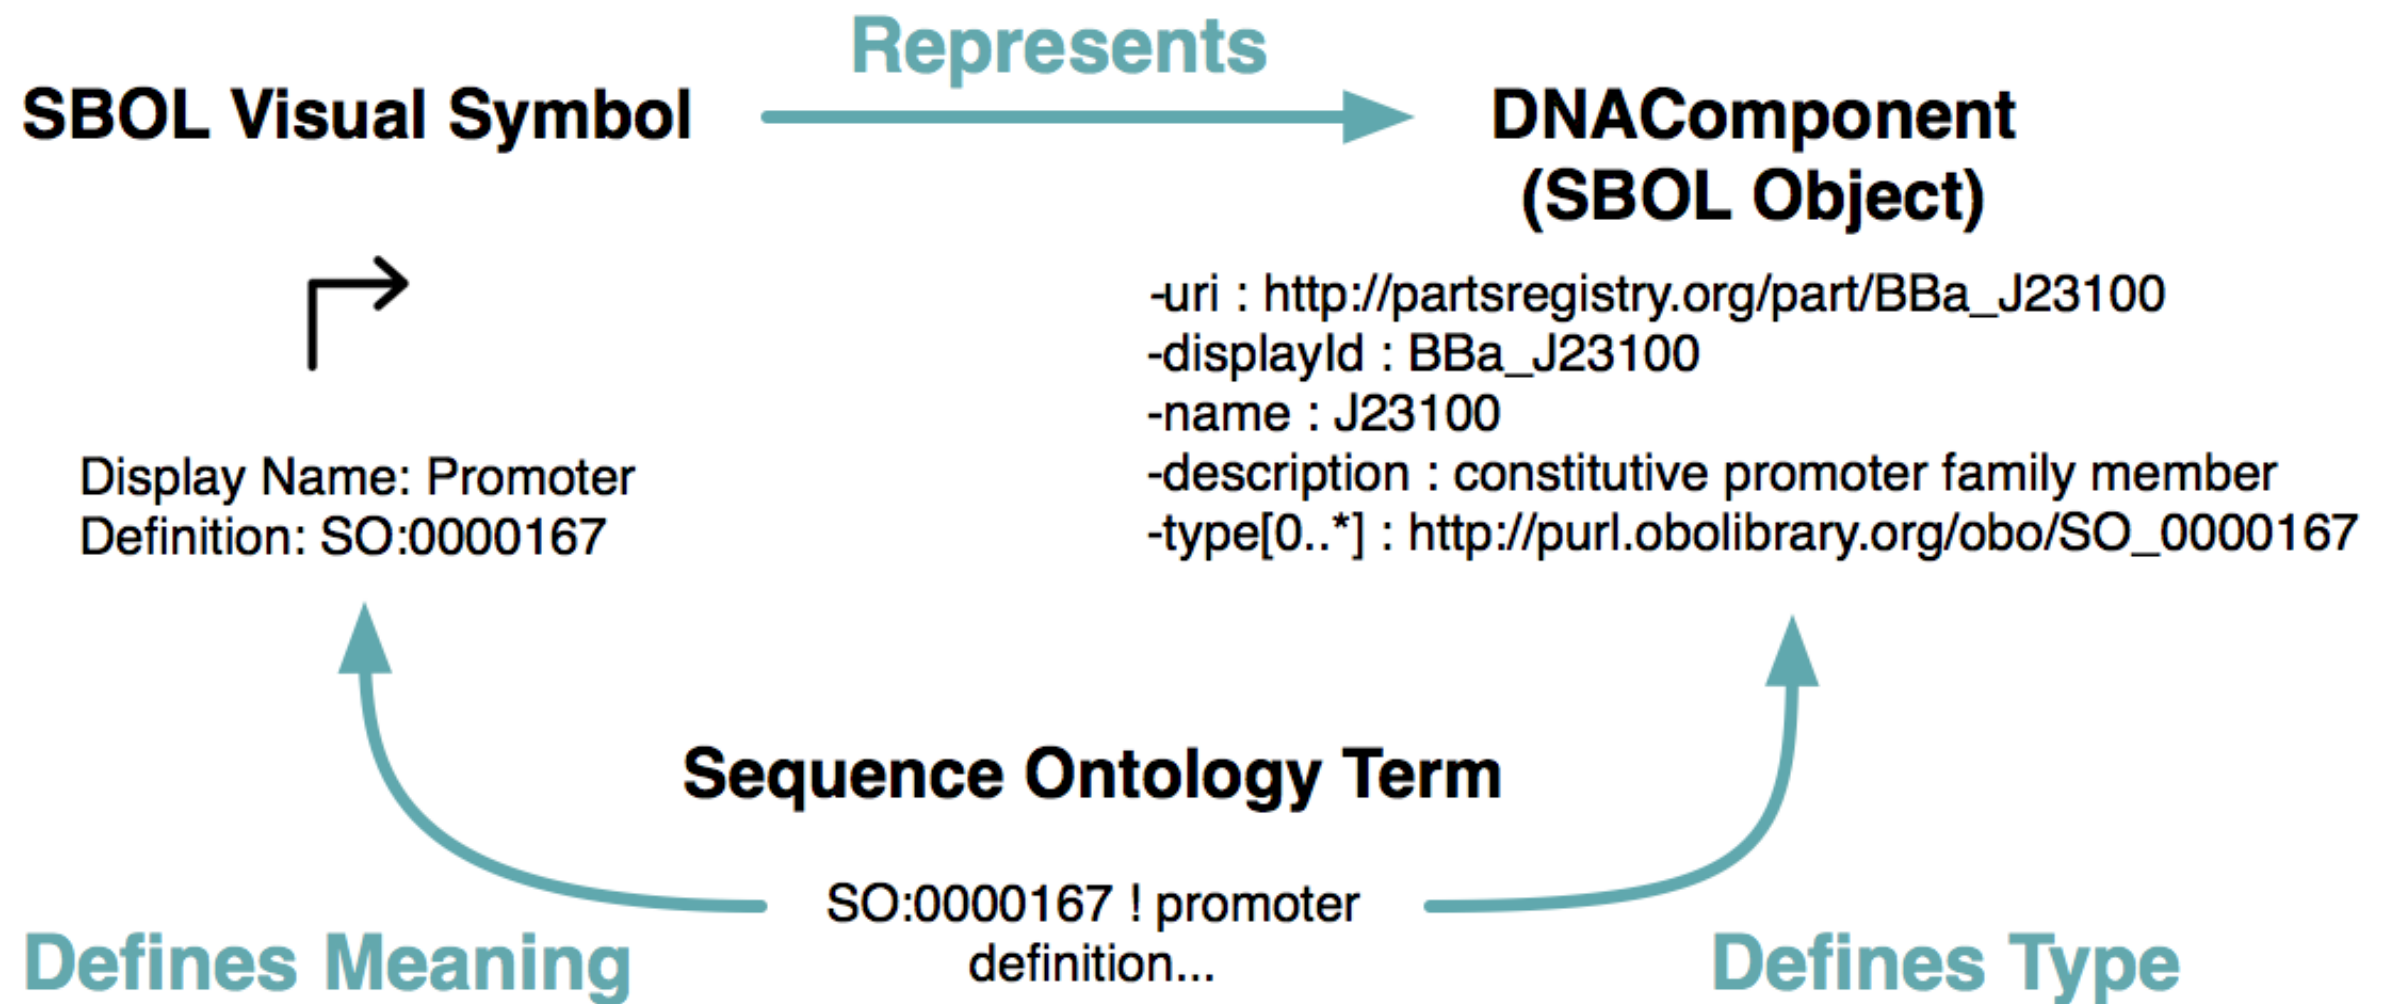 Represents
SBOL Visual Symbol
DNAComponent
(SBOL Object)
-uri : http://partsregistry.org/part/BBa_J23100
-displayId : BBa_J23100
-name : J23100
-description : constitutive promoter family member
-type[0..*] : http://purl.obolibrary.org/obo/SO_0000167
Display Name: Promoter
Definition: SO:0000167
Sequence Ontology Term
SO:0000167 ! promoter
definition...
Defines Meaning
Defines Type